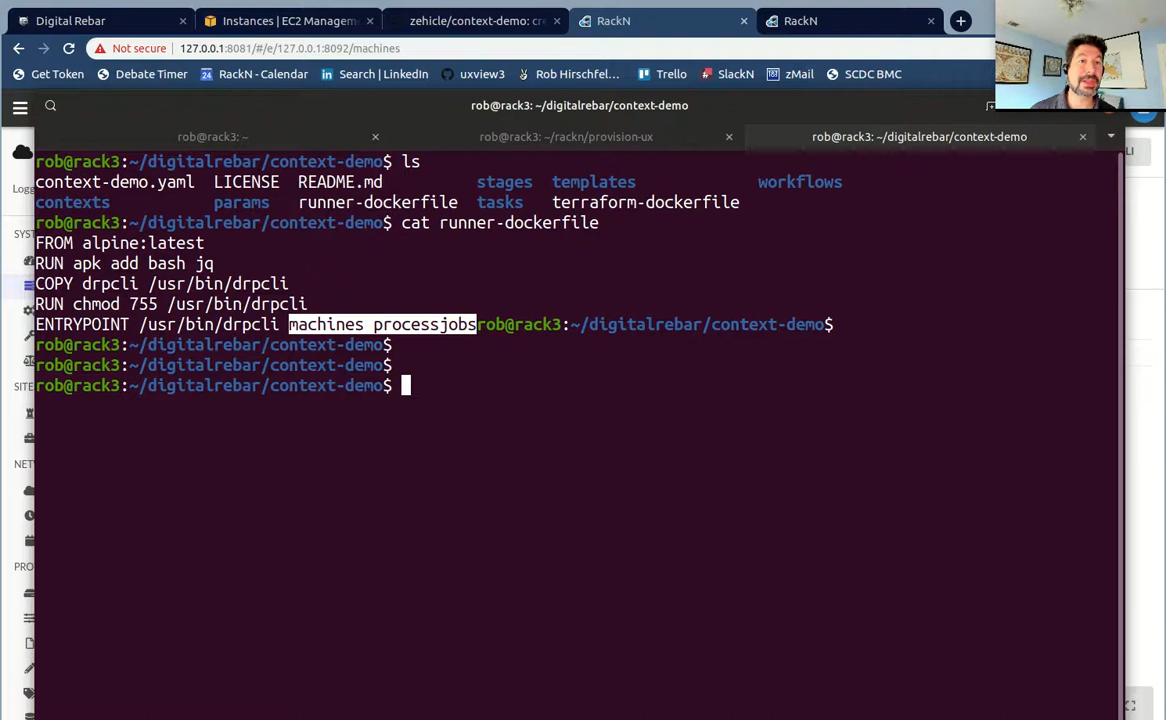 Digital Rebar
Instances | EC2 Managem
zehicle/context-demo: cr
RackN
RackN
Not secure 127.0.0.1:8081/#/e/127.0.0.1:8092/machines
Get Token
Debate Timer
RackN - Calendar
Search | LinkedIn
uxview3
Rob Hirschfel...
Trello
SlackN
zMail
SCDC BMC
rob@rack3: ~/digitalrebar/context-demo
rob@rack3: ~
rob@rack3: ~/rackn/provision-ux
rob@rack3: ~/digitalrebar/context-demo
rob@rack3:~/digitalrebar/context-demo$ ls
context-demo.yaml LICENSE README.md stages templates workflows
contexts params runner-dockerfile tasks terraform-dockerfile
rob@rack3:~/digitalrebar/context-demo$ cat runner-dockerfile
FROM alpine:latest
RUN apk add bash jq
COPY drpcli /usr/bin/drpcli
RUN chmod 755 /usr/bin/drpcli
ENTRYPOINT /usr/bin/drpcli machines processjobsrob@rack3:~/digitalrebar/context-demo$
rob@rack3:~/digitalrebar/context-demo$
rob@rack3:~/digitalrebar/context-demo$
rob@rack3:~/digitalrebar/context-demo$
Logg
SYS
SITE
NET
PRO
LI